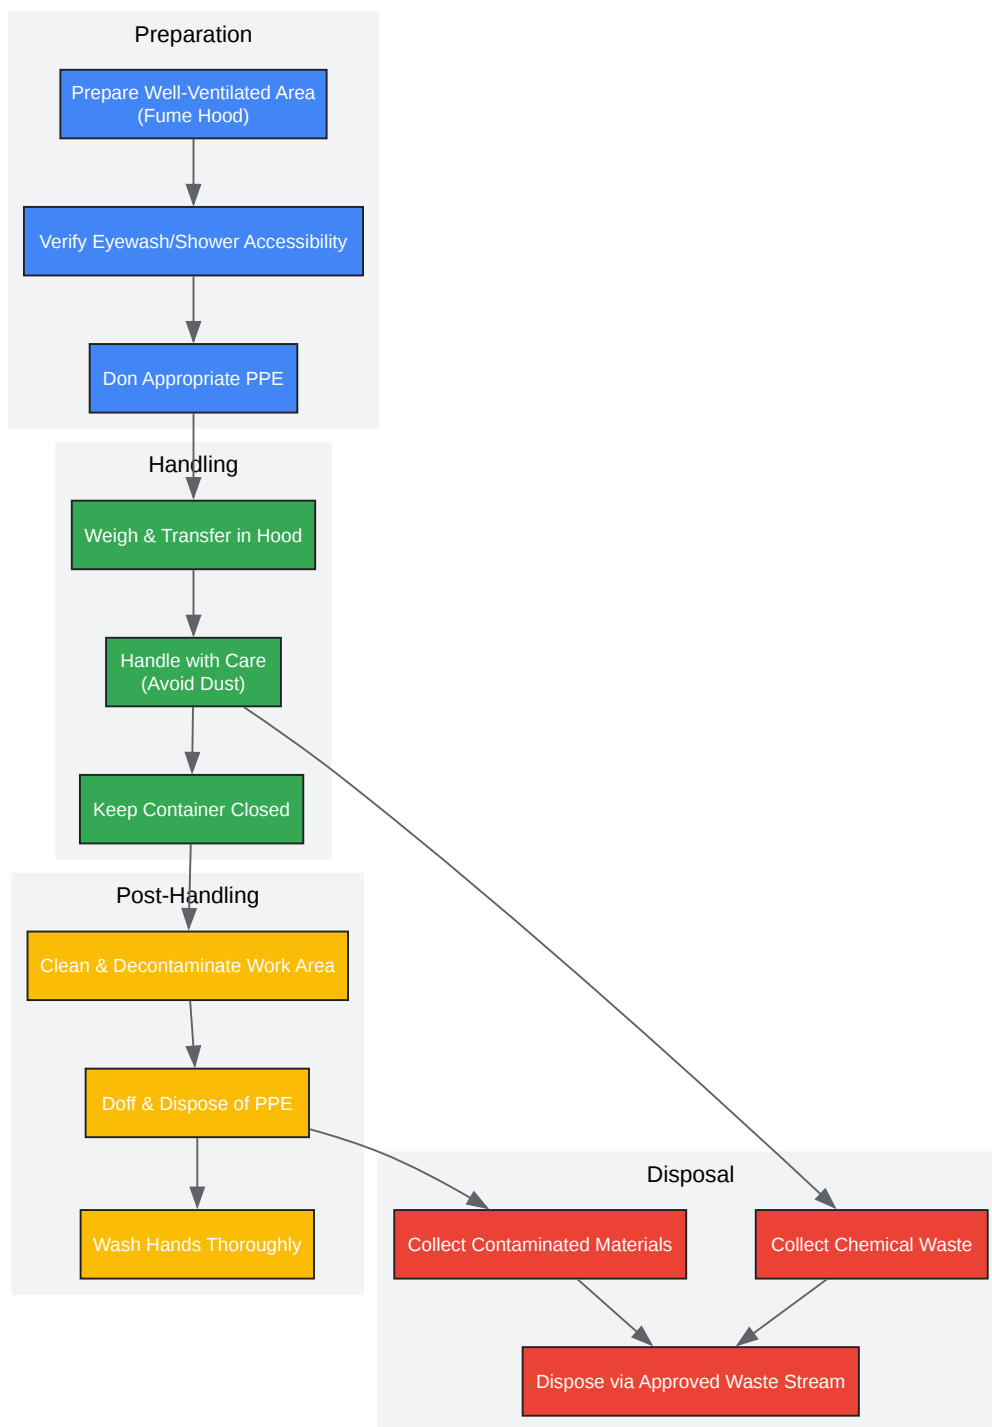 Preparation
Prepare Well-Ventilated Area
(Fume Hood)
Verify Eyewash/Shower Accessibility
Don Appropriate PPE
Handling
Weigh & Transfer in Hood
Handle with Care
(Avoid Dust)
Keep Container Closed
Post-Handling
Clean & Decontaminate Work Area
Doff & Dispose of PPE
Wash Hands Thoroughly
Disposal
Collect Contaminated Materials
Collect Chemical Waste
Dispose via Approved Waste Stream